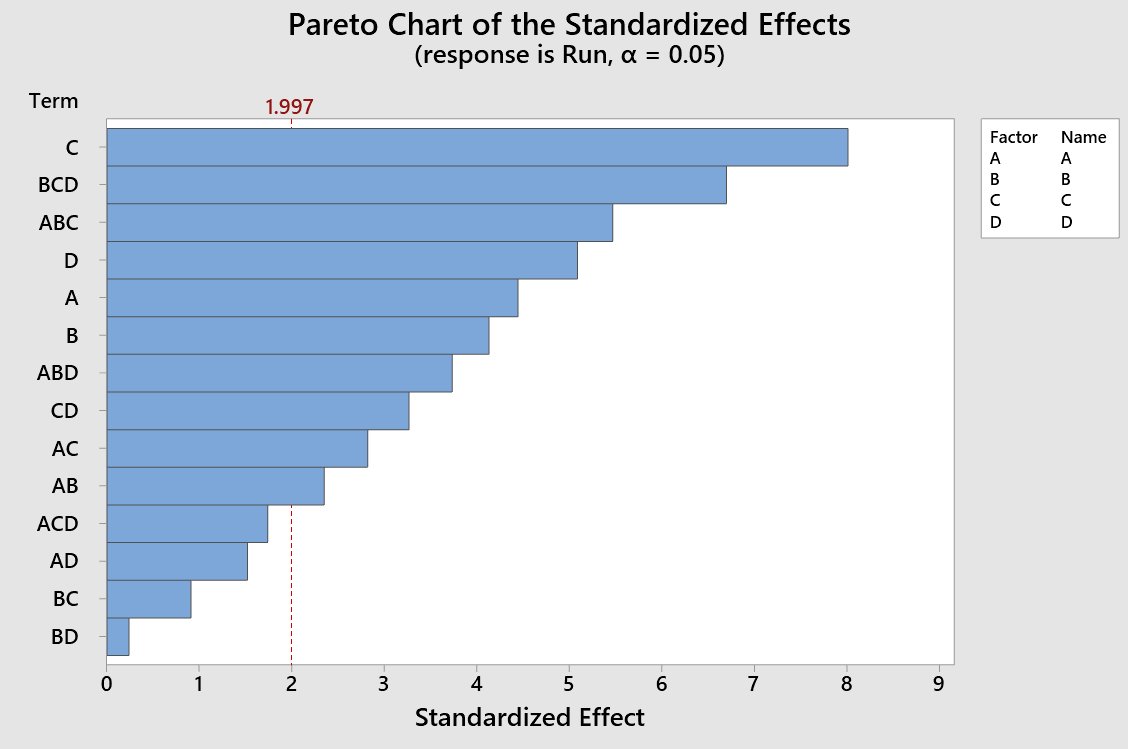 Pareto Chart of the Standardized Effects
(response is Run, α = 0.05)
Term
1.997
C
BCD
ABC
D
A
B
ABD
CD
AC
AB
ACD
AD
BC
BD
0 1 2 3 4 5 6 7 8 9
Standardized Effect
Factor Name
A A
B B
C C
D D